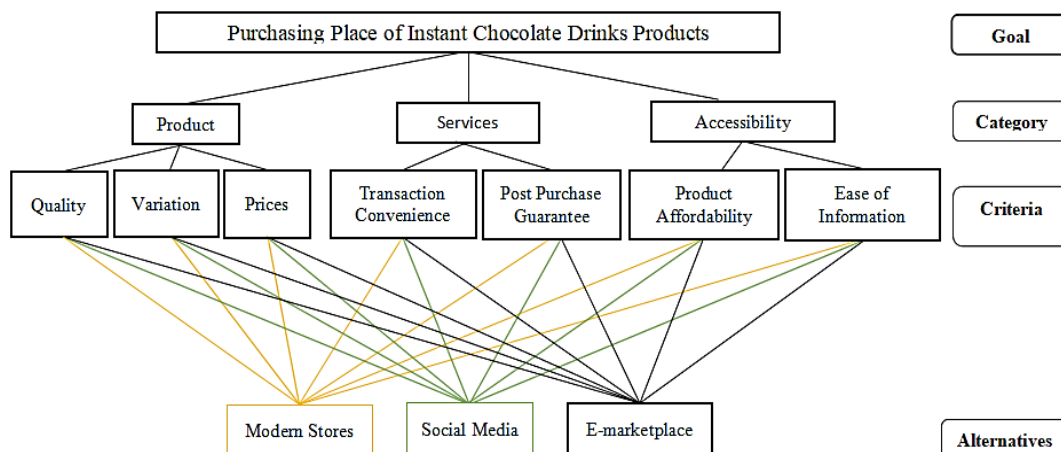 Purchasing Place of Instant Chocolate Drinks Products
Goal
Product
Services
Accessibility
Category
Quality
Variation
Prices
Transaction
Convenience
Post Purchase
Guarantee
Product
Affordability
Ease of
Information
Criteria
Modern Stores
Social Media
E-marketplace
Alternatives